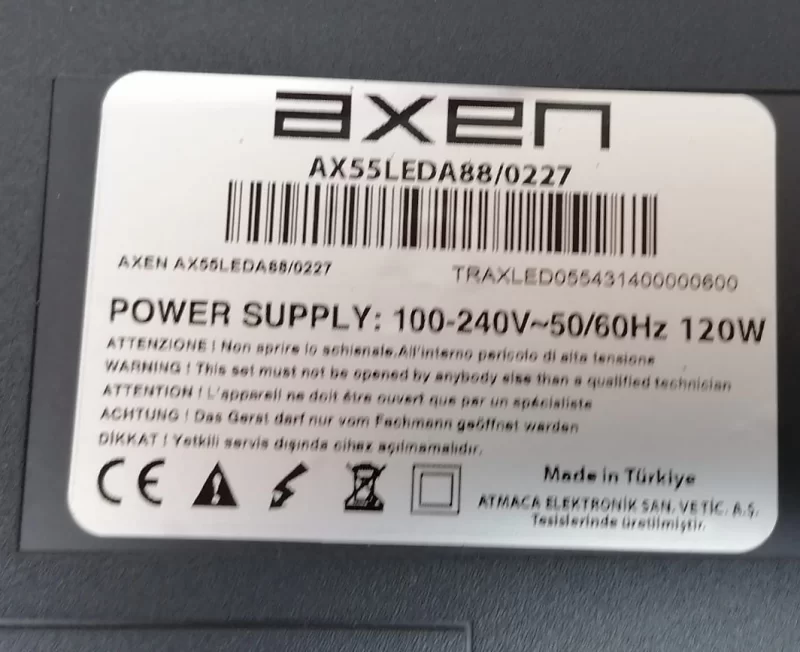 axen
AX55LEDA88/0227
AXEN AX55LEDA88/0227
TRAXLED055431400000600
POWER SUPPLY: 100-240V~50/60Hz 120W
ATTENZIONE ! Non aprire lo schienale.All'interno pericolo di alta tensione
WARNING ! This set must not be opened by anybody else than a qualified technician
ATTENTION ! L'appareil ne doit être ouvert que par un spécialiste
ACHTUNG ! Das Gerat darf nur vom Fachmann geöffnet werden
DİKKAT ! Yetkili servis dışında cihaz açılmamalıdır.
CE
Made in Türkiye
ATMACA ELEKTRONİK SAN. VE TİC. A.Ş.
Tesislerinde üretilmiştir.